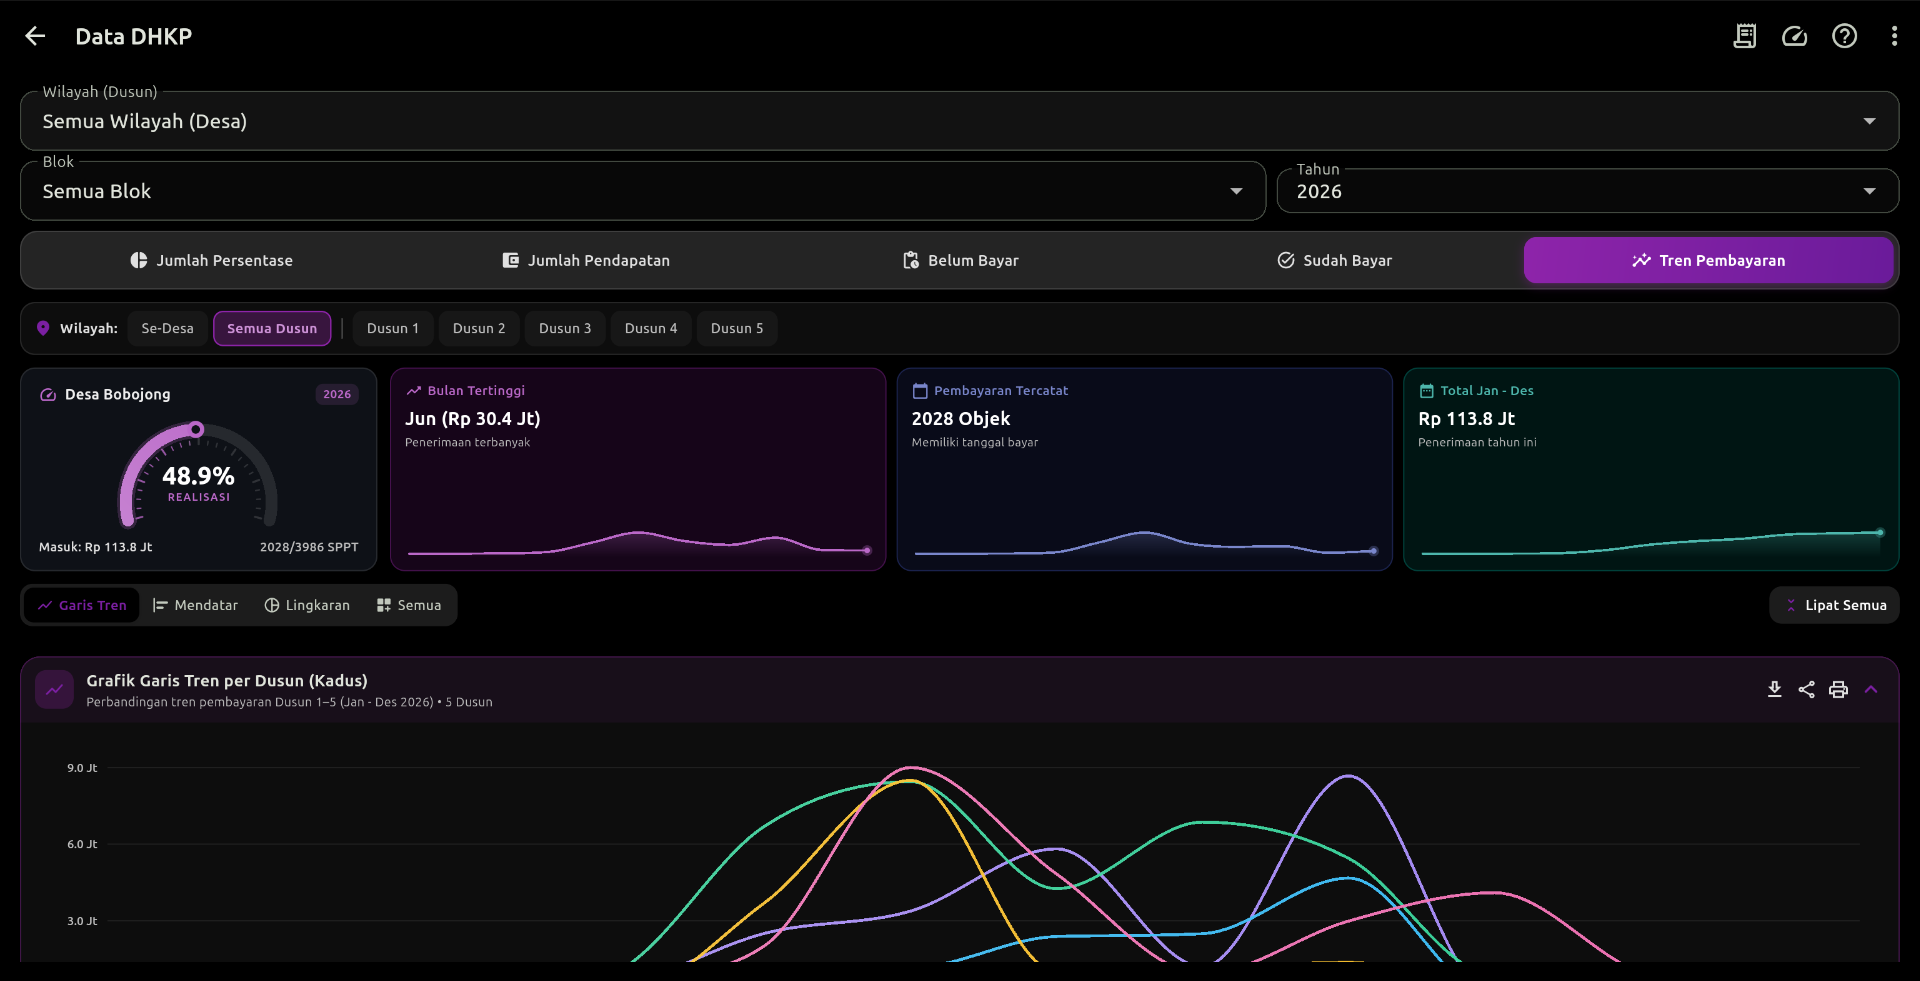 Data DHKP
Wilayah (Dusun)
Semua Wilayah (Desa)
Blok
Semua Blok
Tahun
2026
Jumlah Persentase
Jumlah Pendapatan
Belum Bayar
Sudah Bayar
Tren Pembayaran
Wilayah:
Se-Desa
Semua Dusun
Dusun 1
Dusun 2
Dusun 3
Dusun 4
Dusun 5
Desa Bobojong
2026
48.9%
REALISASI
Masuk: Rp 113.8 Jt
2028/3986 SPPT
Bulan Tertinggi
Jun (Rp 30.4 Jt)
Penerimaan terbanyak
Pembayaran Tercatat
2028 Objek
Memiliki tanggal bayar
Total Jan - Des
Rp 113.8 Jt
Penerimaan tahun ini
Garis Tren
Mendatar
Lingkaran
Semua
Lipat Semua
Grafik Garis Tren per Dusun (Kadus)
Perbandingan tren pembayaran Dusun 1–5 (Jan - Des 2026) • 5 Dusun
9.0 Jt
6.0 Jt
3.0 Jt